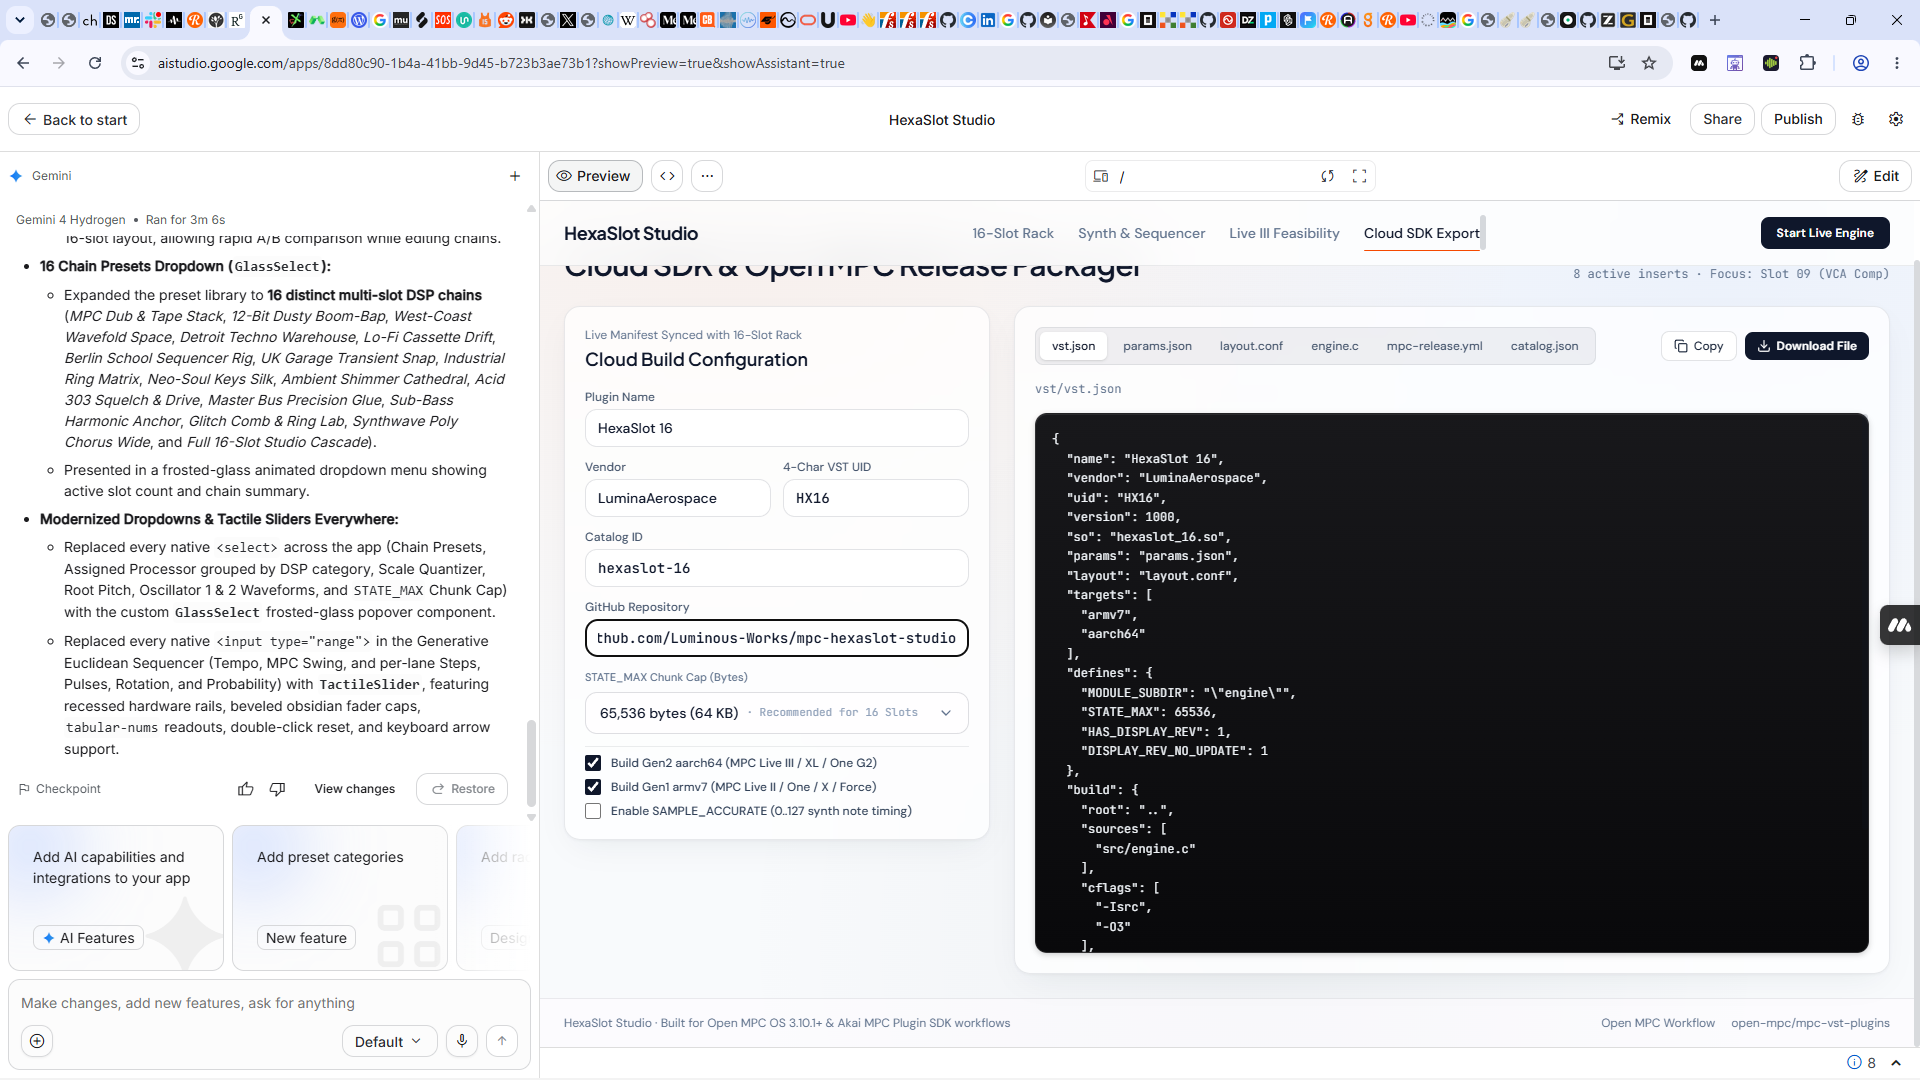 aistudio.google.com/apps/8dd80c90-1b4a-41bb-9d45-b723b3ae73b1?showPreview=true&showAssistant=true
Back to start
HexaSlot Studio
Remix
Share
Publish
Gemini
Preview
/
Edit
Gemini 4 Hydrogen • Ran for 3m 6s
16-slot layout, allowing rapid A/B comparison while editing chains.
16 Chain Presets Dropdown (GlassSelect):
Expanded the preset library to 16 distinct multi-slot DSP chains
(MPC Dub & Tape Stack, 12-Bit Dusty Boom-Bap, West-Coast
Wavefold Space, Detroit Techno Warehouse, Lo-Fi Cassette Drift,
Berlin School Sequencer Rig, UK Garage Transient Snap, Industrial
Ring Matrix, Neo-Soul Keys Silk, Ambient Shimmer Cathedral, Acid
303 Squelch & Drive, Master Bus Precision Glue, Sub-Bass
Harmonic Anchor, Glitch Comb & Ring Lab, Synthwave Poly
Chorus Wide, and Full 16-Slot Studio Cascade).
Presented in a frosted-glass animated dropdown menu showing
active slot count and chain summary.
Modernized Dropdowns & Tactile Sliders Everywhere:
Replaced every native <select> across the app (Chain Presets,
Assigned Processor grouped by DSP category, Scale Quantizer,
Root Pitch, Oscillator 1 & 2 Waveforms, and STATE_MAX Chunk Cap)
with the custom GlassSelect frosted-glass popover component.
Replaced every native <input type="range"> in the Generative
Euclidean Sequencer (Tempo, MPC Swing, and per-lane Steps,
Pulses, Rotation, and Probability) with TactileSlider, featuring
recessed hardware rails, beveled obsidian fader caps,
tabular-nums readouts, double-click reset, and keyboard arrow
support.
Checkpoint
View changes
Restore
Add AI capabilities and
integrations to your app
AI Features
Add preset categories
New feature
Add ra
Desig
Make changes, add new features, ask for anything
Default
HexaSlot Studio
16-Slot Rack
Synth & Sequencer
Live III Feasibility
Cloud SDK Export
Start Live Engine
Cloud SDK & OpenMPC Release Packager
8 active inserts · Focus: Slot 09 (VCA Comp)
Live Manifest Synced with 16-Slot Rack
Cloud Build Configuration
Plugin Name
HexaSlot 16
Vendor
4-Char VST UID
LuminaAerospace
HX16
Catalog ID
hexaslot-16
GitHub Repository
thub.com/Luminous-Works/mpc-hexaslot-studio
STATE_MAX Chunk Cap (Bytes)
65,536 bytes (64 KB) · Recommended for 16 Slots
Build Gen2 aarch64 (MPC Live III / XL / One G2)
Build Gen1 armv7 (MPC Live II / One / X / Force)
Enable SAMPLE_ACCURATE (0..127 synth note timing)
vst.json
params.json
layout.conf
engine.c
mpc-release.yml
catalog.json
Copy
Download File
vst/vst.json
{
"name": "HexaSlot 16",
"vendor": "LuminaAerospace",
"uid": "HX16",
"version": 1000,
"so": "hexaslot_16.so",
"params": "params.json",
"layout": "layout.conf",
"targets": [
"armv7",
"aarch64"
],
"defines": {
"MODULE_SUBDIR": "\"engine\"",
"STATE_MAX": 65536,
"HAS_DISPLAY_REV": 1,
"DISPLAY_REV_NO_UPDATE": 1
},
"build": {
"root": "..",
"sources": [
"src/engine.c"
],
"cflags": [
"-Isrc",
"-O3"
],
HexaSlot Studio · Built for Open MPC OS 3.10.1+ & Akai MPC Plugin SDK workflows
Open MPC Workflow
open-mpc/mpc-vst-plugins
8